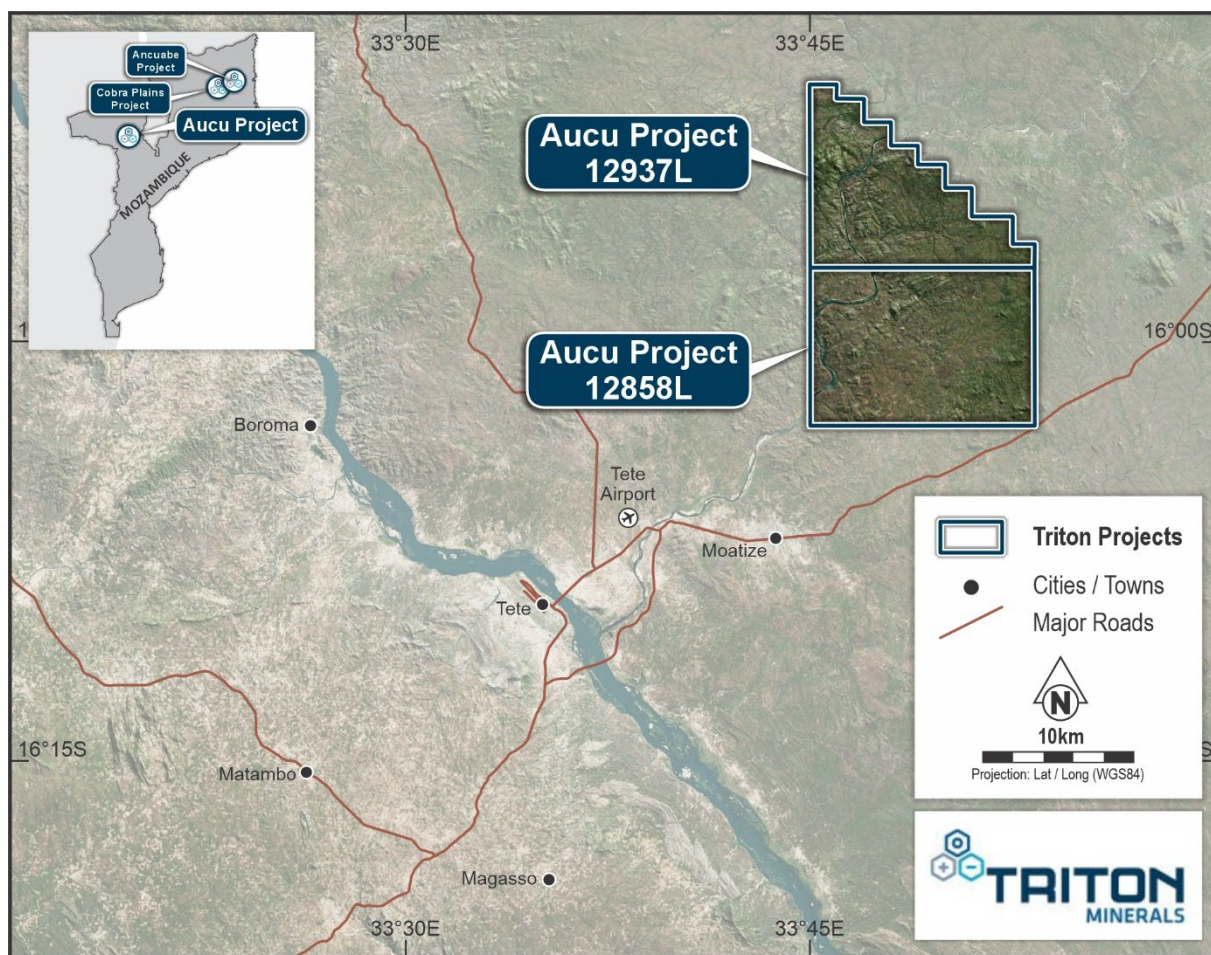 33°30E
33°45E
Ancuabe
Project
Cobra Plains
Project
Aucu Project
MOZAMBIQUE
Aucu Project
12937L
Aucu Project
12858L
16°00S
Boroma
Tete
Airport
Moatize
Tete
16°15S
Matambo
Magasso
33°30E
33°45E
Triton Projects
Cities / Towns
Major Roads
N
10km
Projection: Lat / Long (WGS84)
TRITON
MINERALS